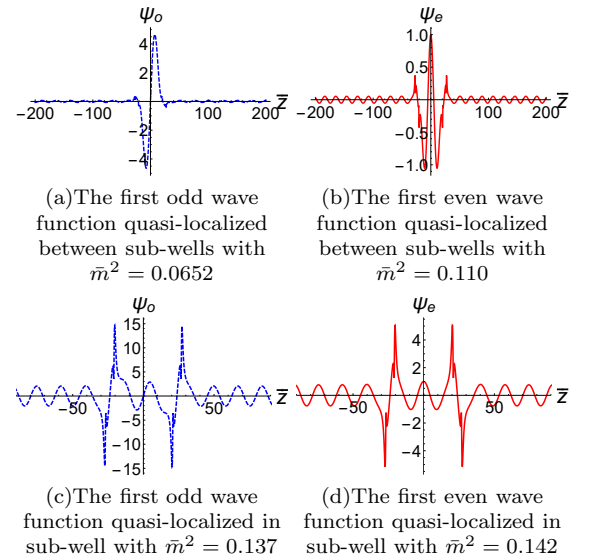 ψo
4
2
-2
-4
-200 -100 100 200
z̄
(a)The first odd wave
function quasi-localized
between sub-wells with
m̄² = 0.0652
ψe
1.0
0.5
-0.5
-1.0
-200 -100 100 200
z̄
(b)The first even wave
function quasi-localized
between sub-wells with
m̄² = 0.110
ψo
15
10
5
-5
-10
-15
-50 50
z̄
(c)The first odd wave
function quasi-localized in
sub-well with m̄² = 0.137
ψe
4
2
-2
-4
-50 50
z̄
(d)The first even wave
function quasi-localized in
sub-well with m̄² = 0.142